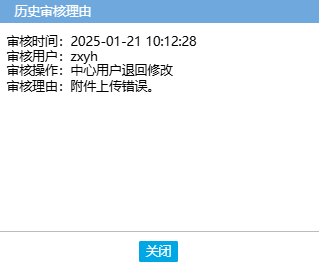 历史审核理由
审核时间：2025-01-21 10:12:28
审核用户：zxyh
审核操作：中心用户退回修改
审核理由：附件上传错误。
关闭